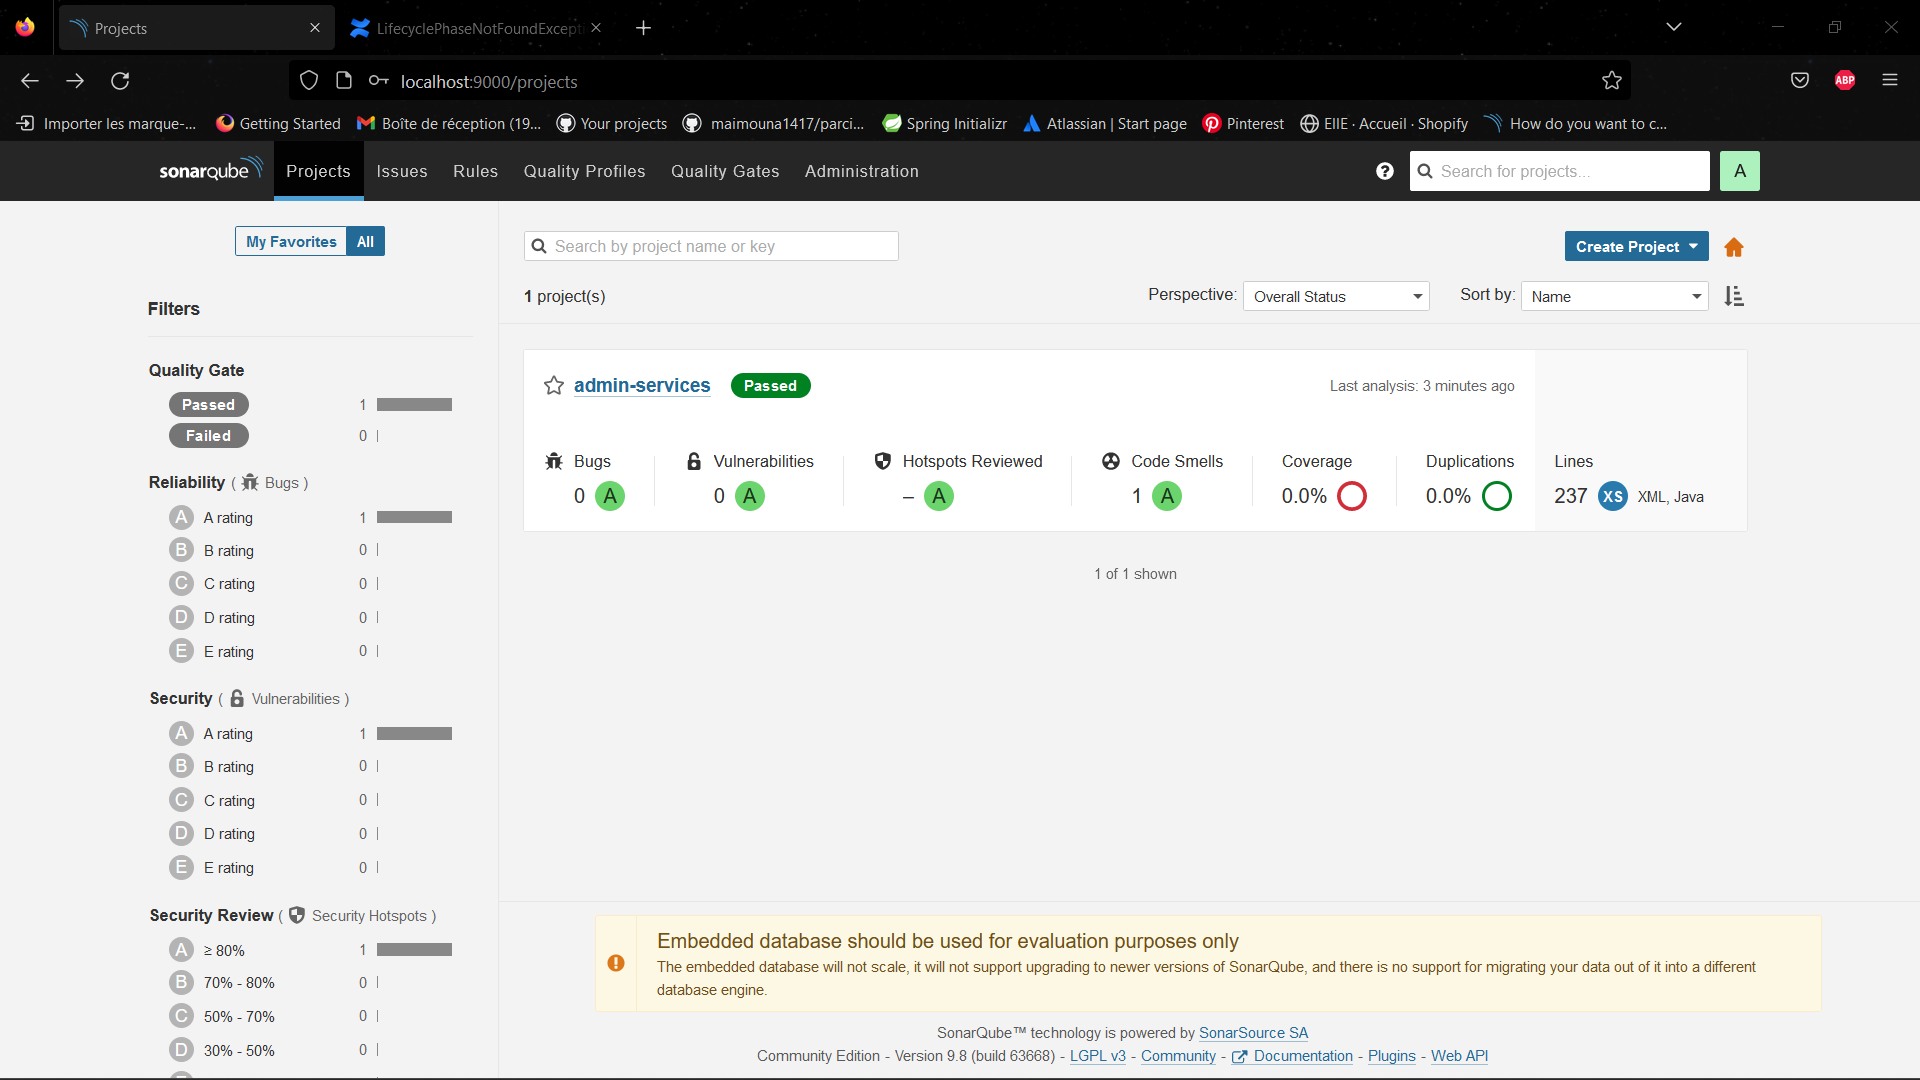 Projects
LifecyclePhaseNotFoundExcepti
localhost:9000/projects
ABP
Importer les marque-... Getting Started Boîte de réception (19... Your projects maimouna1417/parci... Spring Initializr Atlassian | Start page Pinterest EllE · Accueil · Shopify How do you want to c...
sonarqube Projects Issues Rules Quality Profiles Quality Gates Administration
Search for projects...
A
My Favorites All
Search by project name or key
Create Project
1 project(s)
Perspective: Overall Status
Sort by: Name
Filters
Quality Gate
Passed 1
Failed 0
Reliability ( Bugs )
A A rating 1
B B rating 0
C C rating 0
D D rating 0
E E rating 0
Security ( Vulnerabilities )
A A rating 1
B B rating 0
C C rating 0
D D rating 0
E E rating 0
Security Review ( Security Hotspots )
A ≥ 80% 1
B 70% - 80% 0
C 50% - 70% 0
D 30% - 50% 0
admin-services Passed
Last analysis: 3 minutes ago
Bugs Vulnerabilities Hotspots Reviewed Code Smells Coverage Duplications Lines
0 A 0 A – A 1 A 0.0% 0.0% 237 XS XML, Java
1 of 1 shown
Embedded database should be used for evaluation purposes only
The embedded database will not scale, it will not support upgrading to newer versions of SonarQube, and there is no support for migrating your data out of it into a different
database engine.
SonarQube™ technology is powered by SonarSource SA
Community Edition - Version 9.8 (build 63668) - LGPL v3 - Community - Documentation - Plugins - Web API